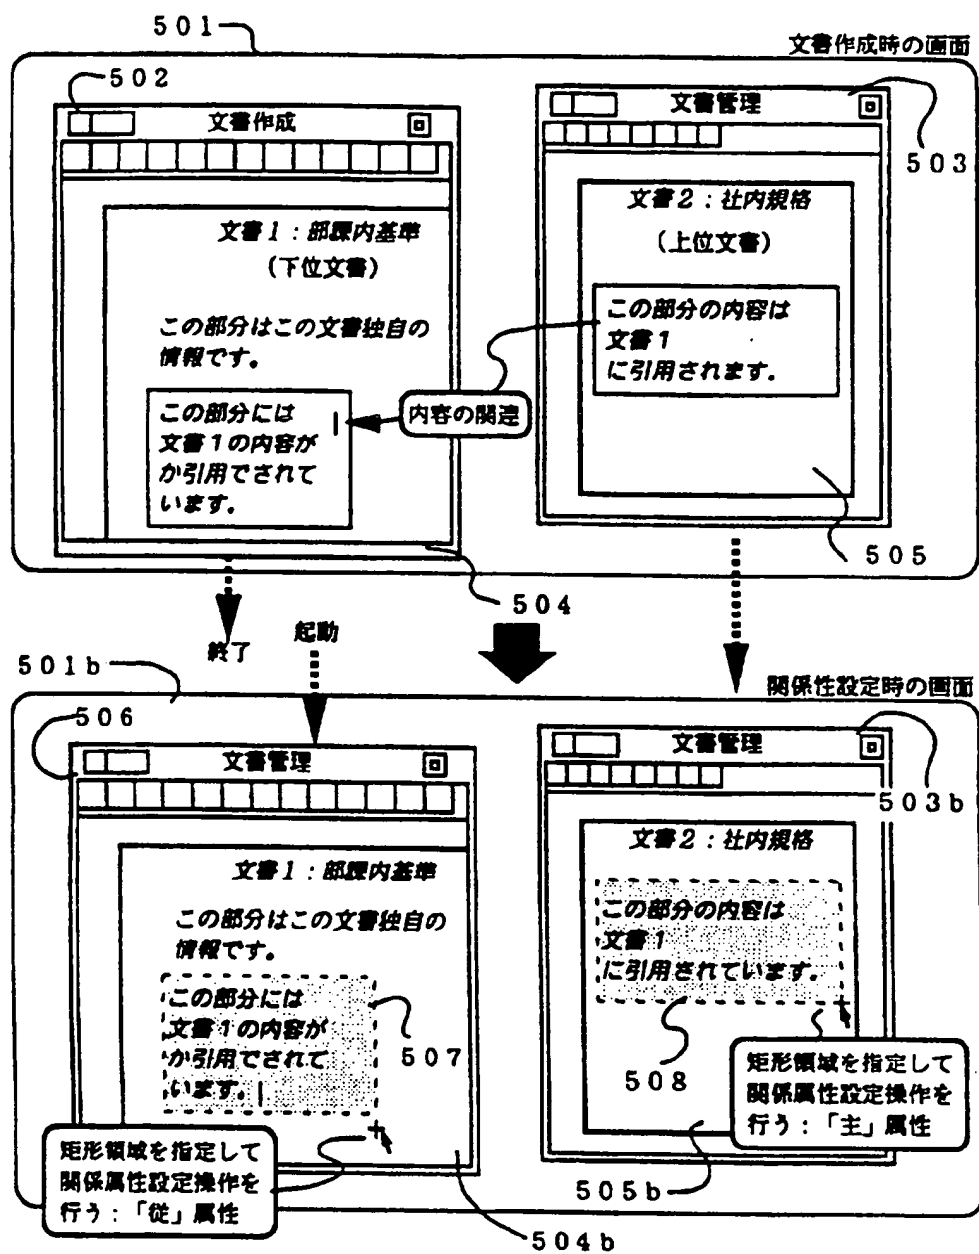 501
文書作成時の画面
502
文書作成
文書管理
503
文書1：部課内基準
（下位文書）
この部分はこの文書独自の
情報です。
この部分には
文書1の内容が
か引用でされて
います。
内容の関連
文書2：社内規格
（上位文書）
この部分の内容は
文書1
に引用されます.
505
504
終了
起動
501b
関係性設定時の画面
506
文書管理
文書管理
503b
文書1：部課内基準
この部分はこの文書独自の
情報です。
この部分には
文書1の内容が
か引用でされて
います.
507
文書2：社内規格
この部分の内容は
文書1
に引用されています.
508
矩形領域を指定して
関係属性設定操作を
行う：「主」属性
矩形領域を指定して
関係属性設定操作を
行う：「従」属性
505b
504b